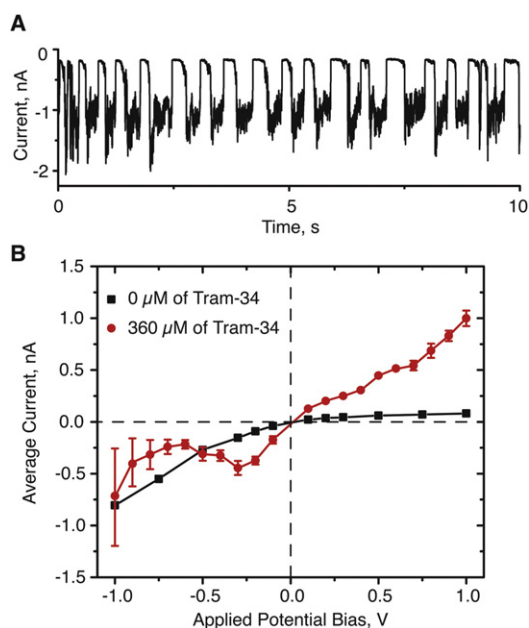 A
0
-1
-2
Current, nA
0
5
10
Time, s
B
1.5
1.0
0.5
0.0
-0.5
-1.0
-1.5
Average Current, nA
0 µM of Tram-34
360 µM of Tram-34
-1.0
-0.5
0.0
0.5
1.0
Applied Potential Bias, V